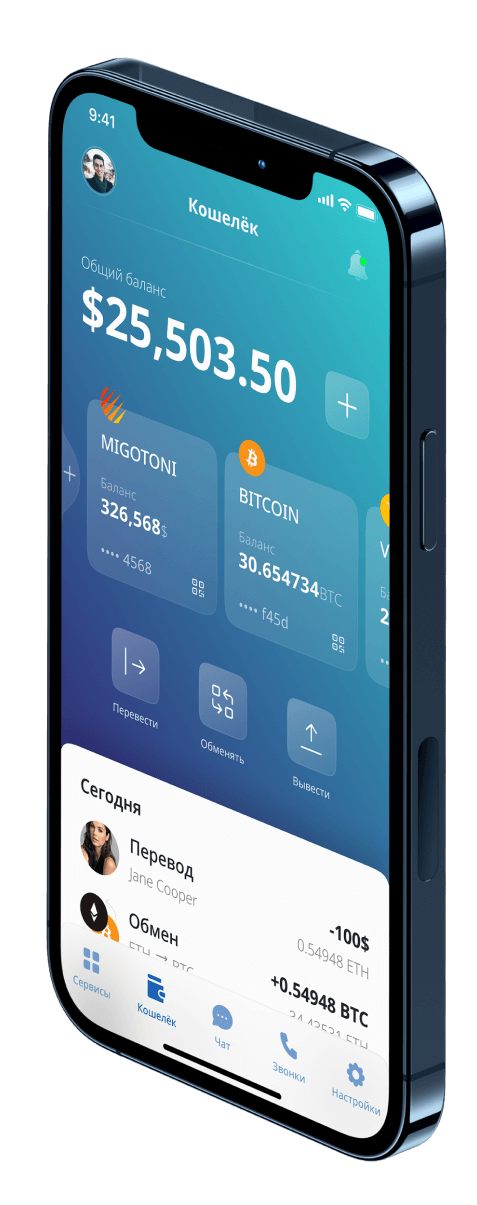 9:41
Кошелёк
Общий баланс
$25,503.50
MIGOTONI
Баланс
326,568$
•••• 4568
BITCOIN
Баланс
30.654734BTC
•••• f45d
V
2
Перевести
Обменять
Вывести
Сегодня
Перевод
Jane Cooper
-100$
0.54948 ETH
Обмен
ETH → BTC
+0.54948 BTC
Сервисы
Кошелёк
Чат
Звонки
Настройки